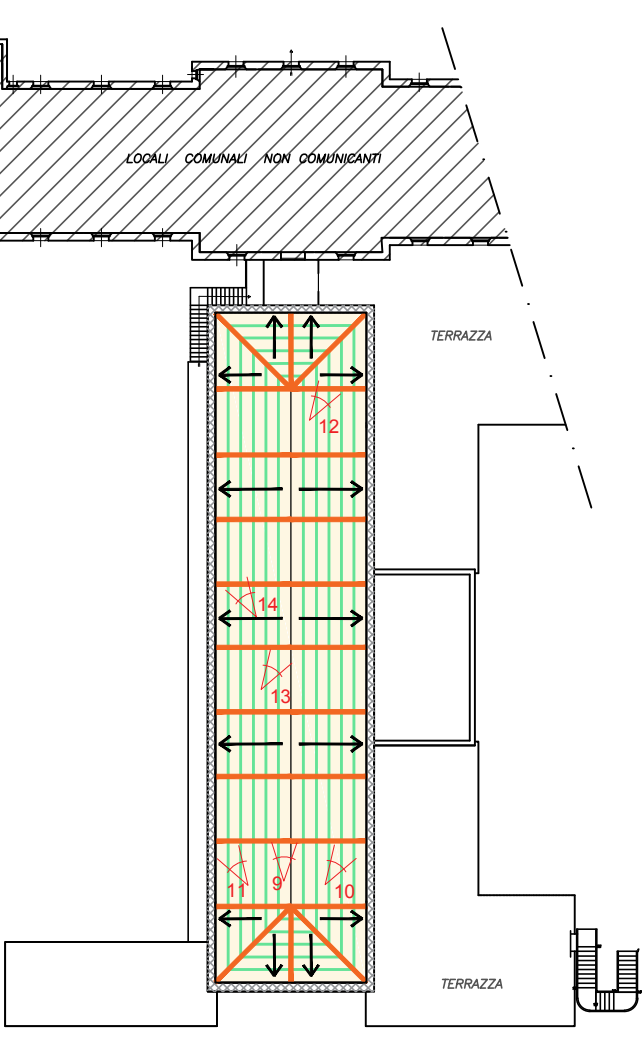 LOCALI COMUNALI NON COMUNICANTI
TERRAZZA
12
14
13
11
9
10
TERRAZZA